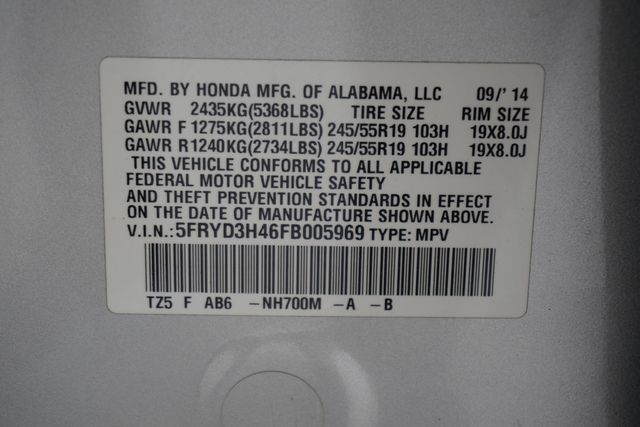 MFD. BY HONDA MFG. OF ALABAMA, LLC 09/' 14
GVWR 2435KG(5368LBS) TIRE SIZE RIM SIZE
GAWR F 1275KG(2811LBS) 245/55R19 103H 19X8.0J
GAWR R 1240KG(2734LBS) 245/55R19 103H 19X8.0J
THIS VEHICLE CONFORMS TO ALL APPLICABLE
FEDERAL MOTOR VEHICLE SAFETY
AND THEFT PREVENTION STANDARDS IN EFFECT
ON THE DATE OF MANUFACTURE SHOWN ABOVE.
V.I.N.: 5FRYD3H46FB005969 TYPE: MPV
TZ5 F AB6 -NH700M -A -B